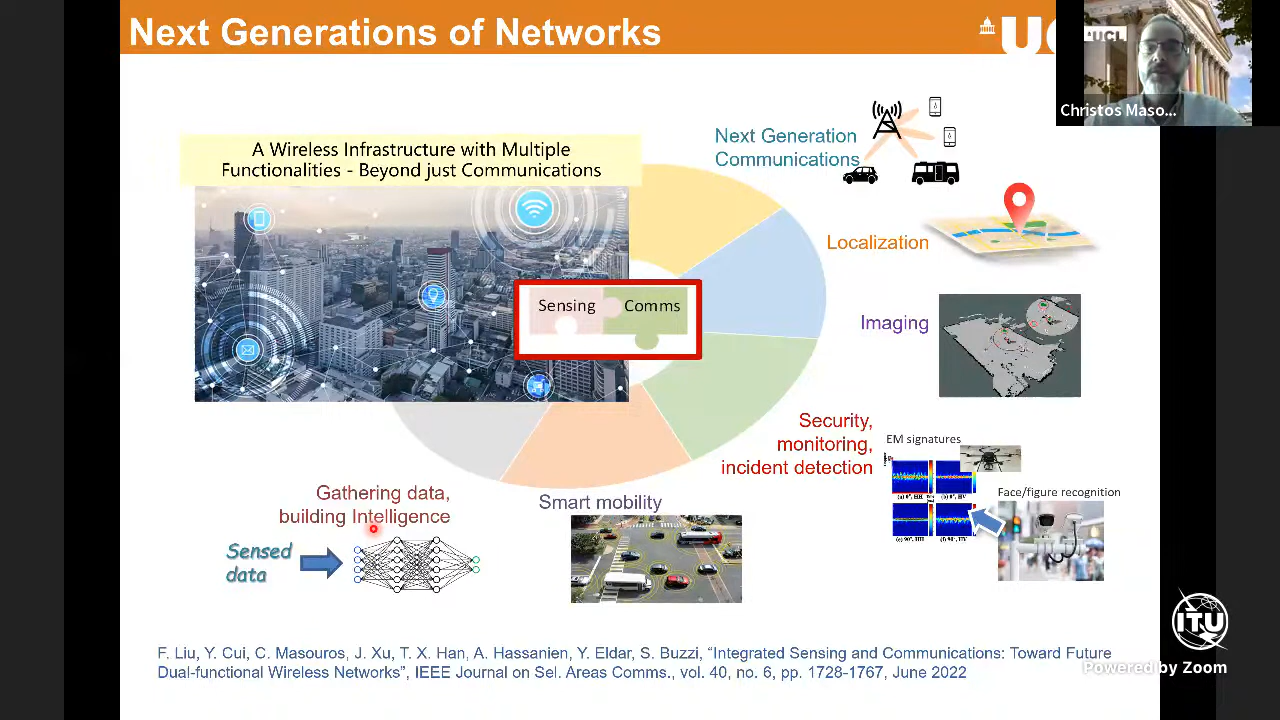 Next Generations of Networks
UCL
Christos Maso...
A Wireless Infrastructure with Multiple
Functionalities - Beyond just Communications
Next Generation
Communications
Localization
Sensing
Comms
Imaging
Security,
monitoring,
incident detection
EM signatures
Face/figure recognition
Smart mobility
Gathering data,
building Intelligence
Sensed
data
F. Liu, Y. Cui, C. Masouros, J. Xu, T. X. Han, A. Hassanien, Y. Eldar, S. Buzzi, “Integrated Sensing and Communications: Toward Future
Dual-functional Wireless Networks”, IEEE Journal on Sel. Areas Comms., vol. 40, no. 6, pp. 1728-1767, June 2022
ITU
Powered by Zoom